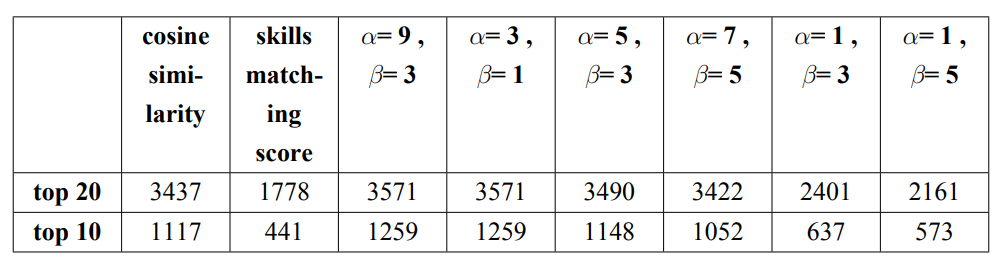 cosine simi- larity skills match- ing score α= 9 , β= 3 α= 3 , β= 1 α= 5 , β= 3 α= 7 , β= 5 α= 1 , β= 3 α= 1 , β= 5
top 20 3437 1778 3571 3571 3490 3422 2401 2161
top 10 1117 441 1259 1259 1148 1052 637 573